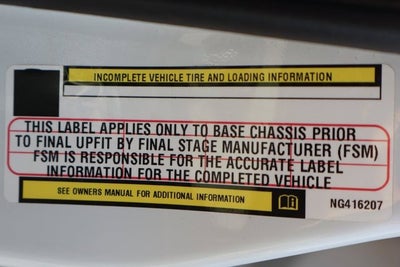 INCOMPLETE VEHICLE TIRE AND LOADING INFORMATION
THIS LABEL APPLIES ONLY TO BASE CHASSIS PRIOR
TO FINAL UPFIT BY FINAL STAGE MANUFACTURER (FSM)
FSM IS RESPONSIBLE FOR THE ACCURATE LABEL
INFORMATION FOR THE COMPLETED VEHICLE
SEE OWNERS MANUAL FOR ADDITIONAL INFORMATION
NG416207